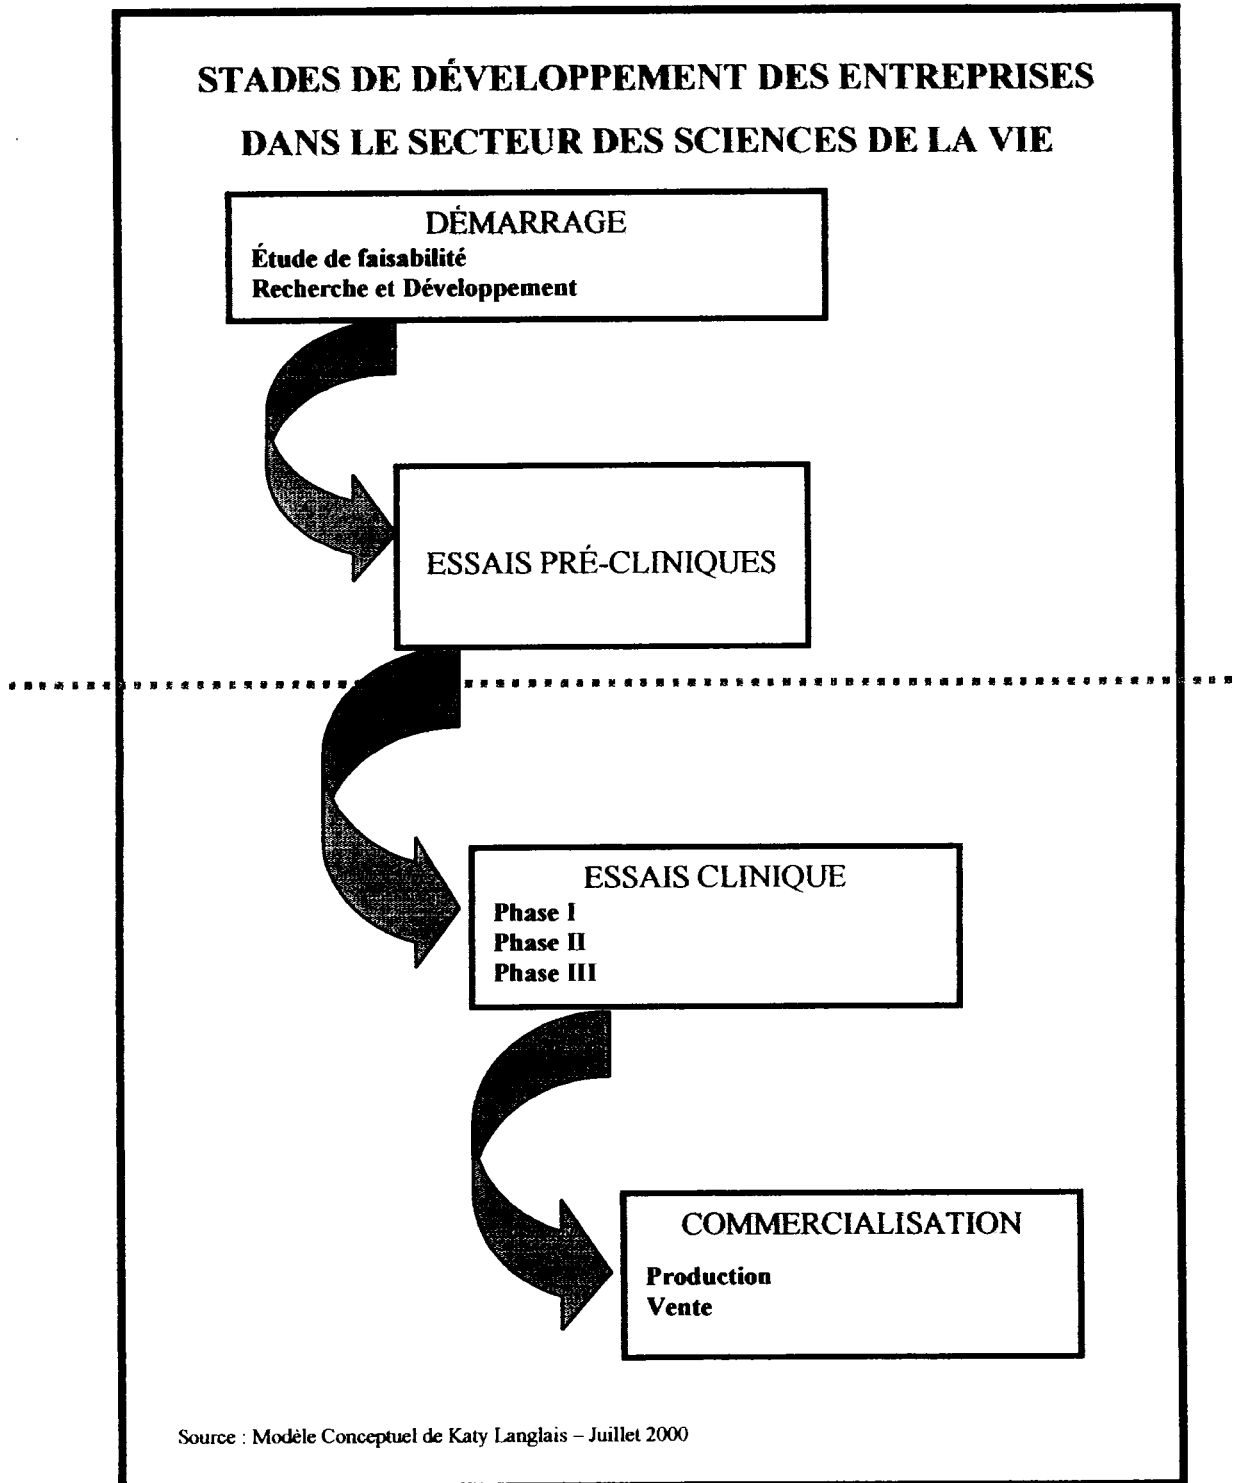 STADES DE DÉVELOPPEMENT DES ENTREPRISES
DANS LE SECTEUR DES SCIENCES DE LA VIE
DÉMARRAGE
Étude de faisabilité
Recherche et Développement
ESSAIS PRÉ-CLINIQUES
ESSAIS CLINIQUE
Phase I
Phase II
Phase III
COMMERCIALISATION
Production
Vente
Source : Modèle Conceptuel de Katy Langlais – Juillet 2000